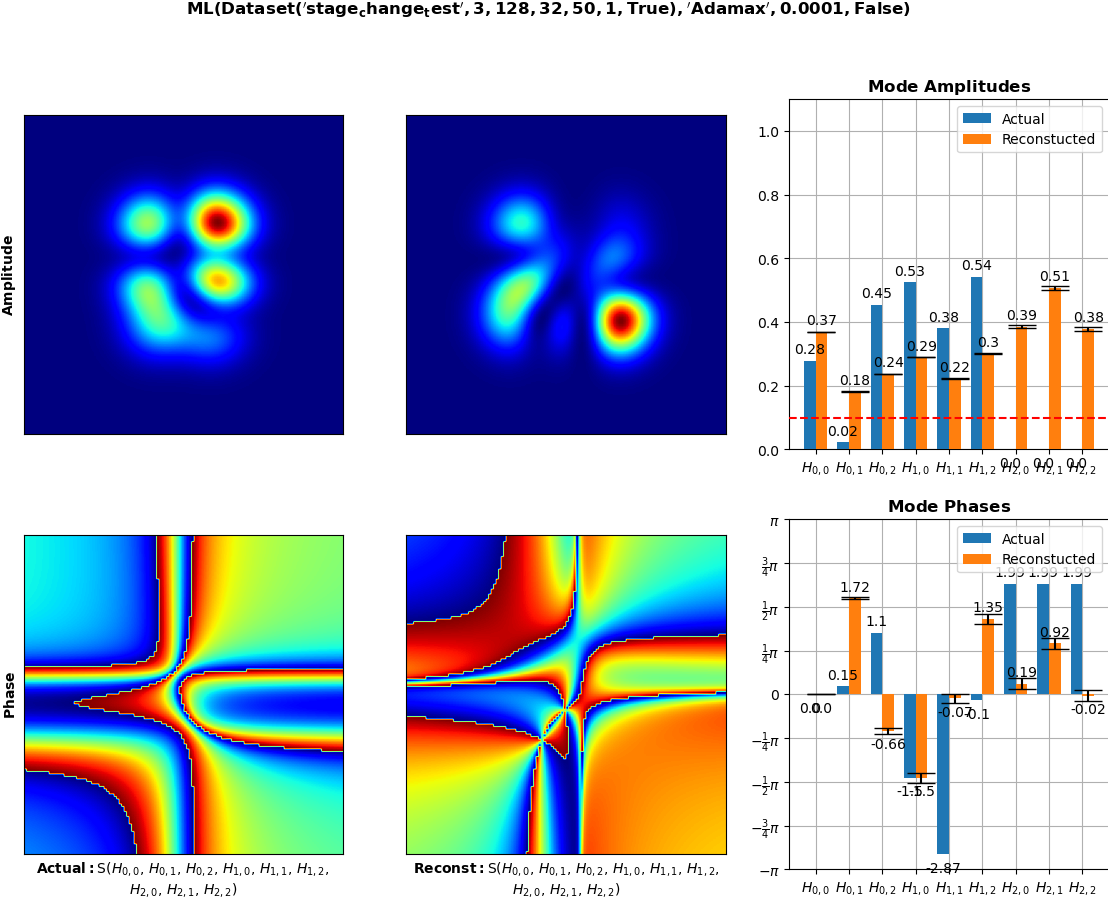 ML(Dataset('stage_change_test', 3, 128, 32, 50, 1, True), 'Adamax', 0.0001, False)
Amplitude
Mode Amplitudes
Actual
Reconstucted
1.0
0.8
0.6
0.4
0.2
0.0
0.28
0.37
0.02
0.18
0.45
0.24
0.53
0.29
0.38
0.22
0.54
0.3
0.0
0.39
0.0
0.51
0.0
0.38
H0,0 H0,1 H0,2 H1,0 H1,1 H1,2 H2,0 H2,1 H2,2
Phase
Actual: S(H0,0, H0,1, H0,2, H1,0, H1,1, H1,2,
H2,0, H2,1, H2,2)
Reconst: S(H0,0, H0,1, H0,2, H1,0, H1,1, H1,2,
H2,0, H2,1, H2,2)
Mode Phases
Actual
Reconstucted
π
3/4π
1/2π
1/4π
0
−1/4π
−1/2π
−3/4π
−π
0.0
0.0
0.15
1.72
1.1
-0.66
-1.5
-1.5
-2.87
-0.07
-0.1
1.35
1.99
0.19
1.99
0.92
1.99
-0.02
H0,0 H0,1 H0,2 H1,0 H1,1 H1,2 H2,0 H2,1 H2,2